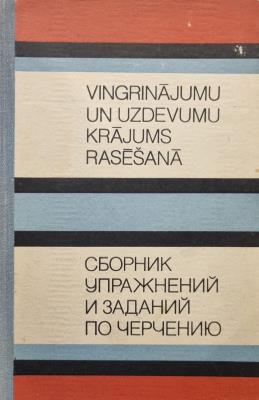 VINGRINĀJUMU
UN UZDEVUMU
KRĀJUMS
RASĒŠANĀ
СБОРНИК
УПРАЖНЕНИЙ
И ЗАДАНИЙ
ПО ЧЕРЧЕНИЮ